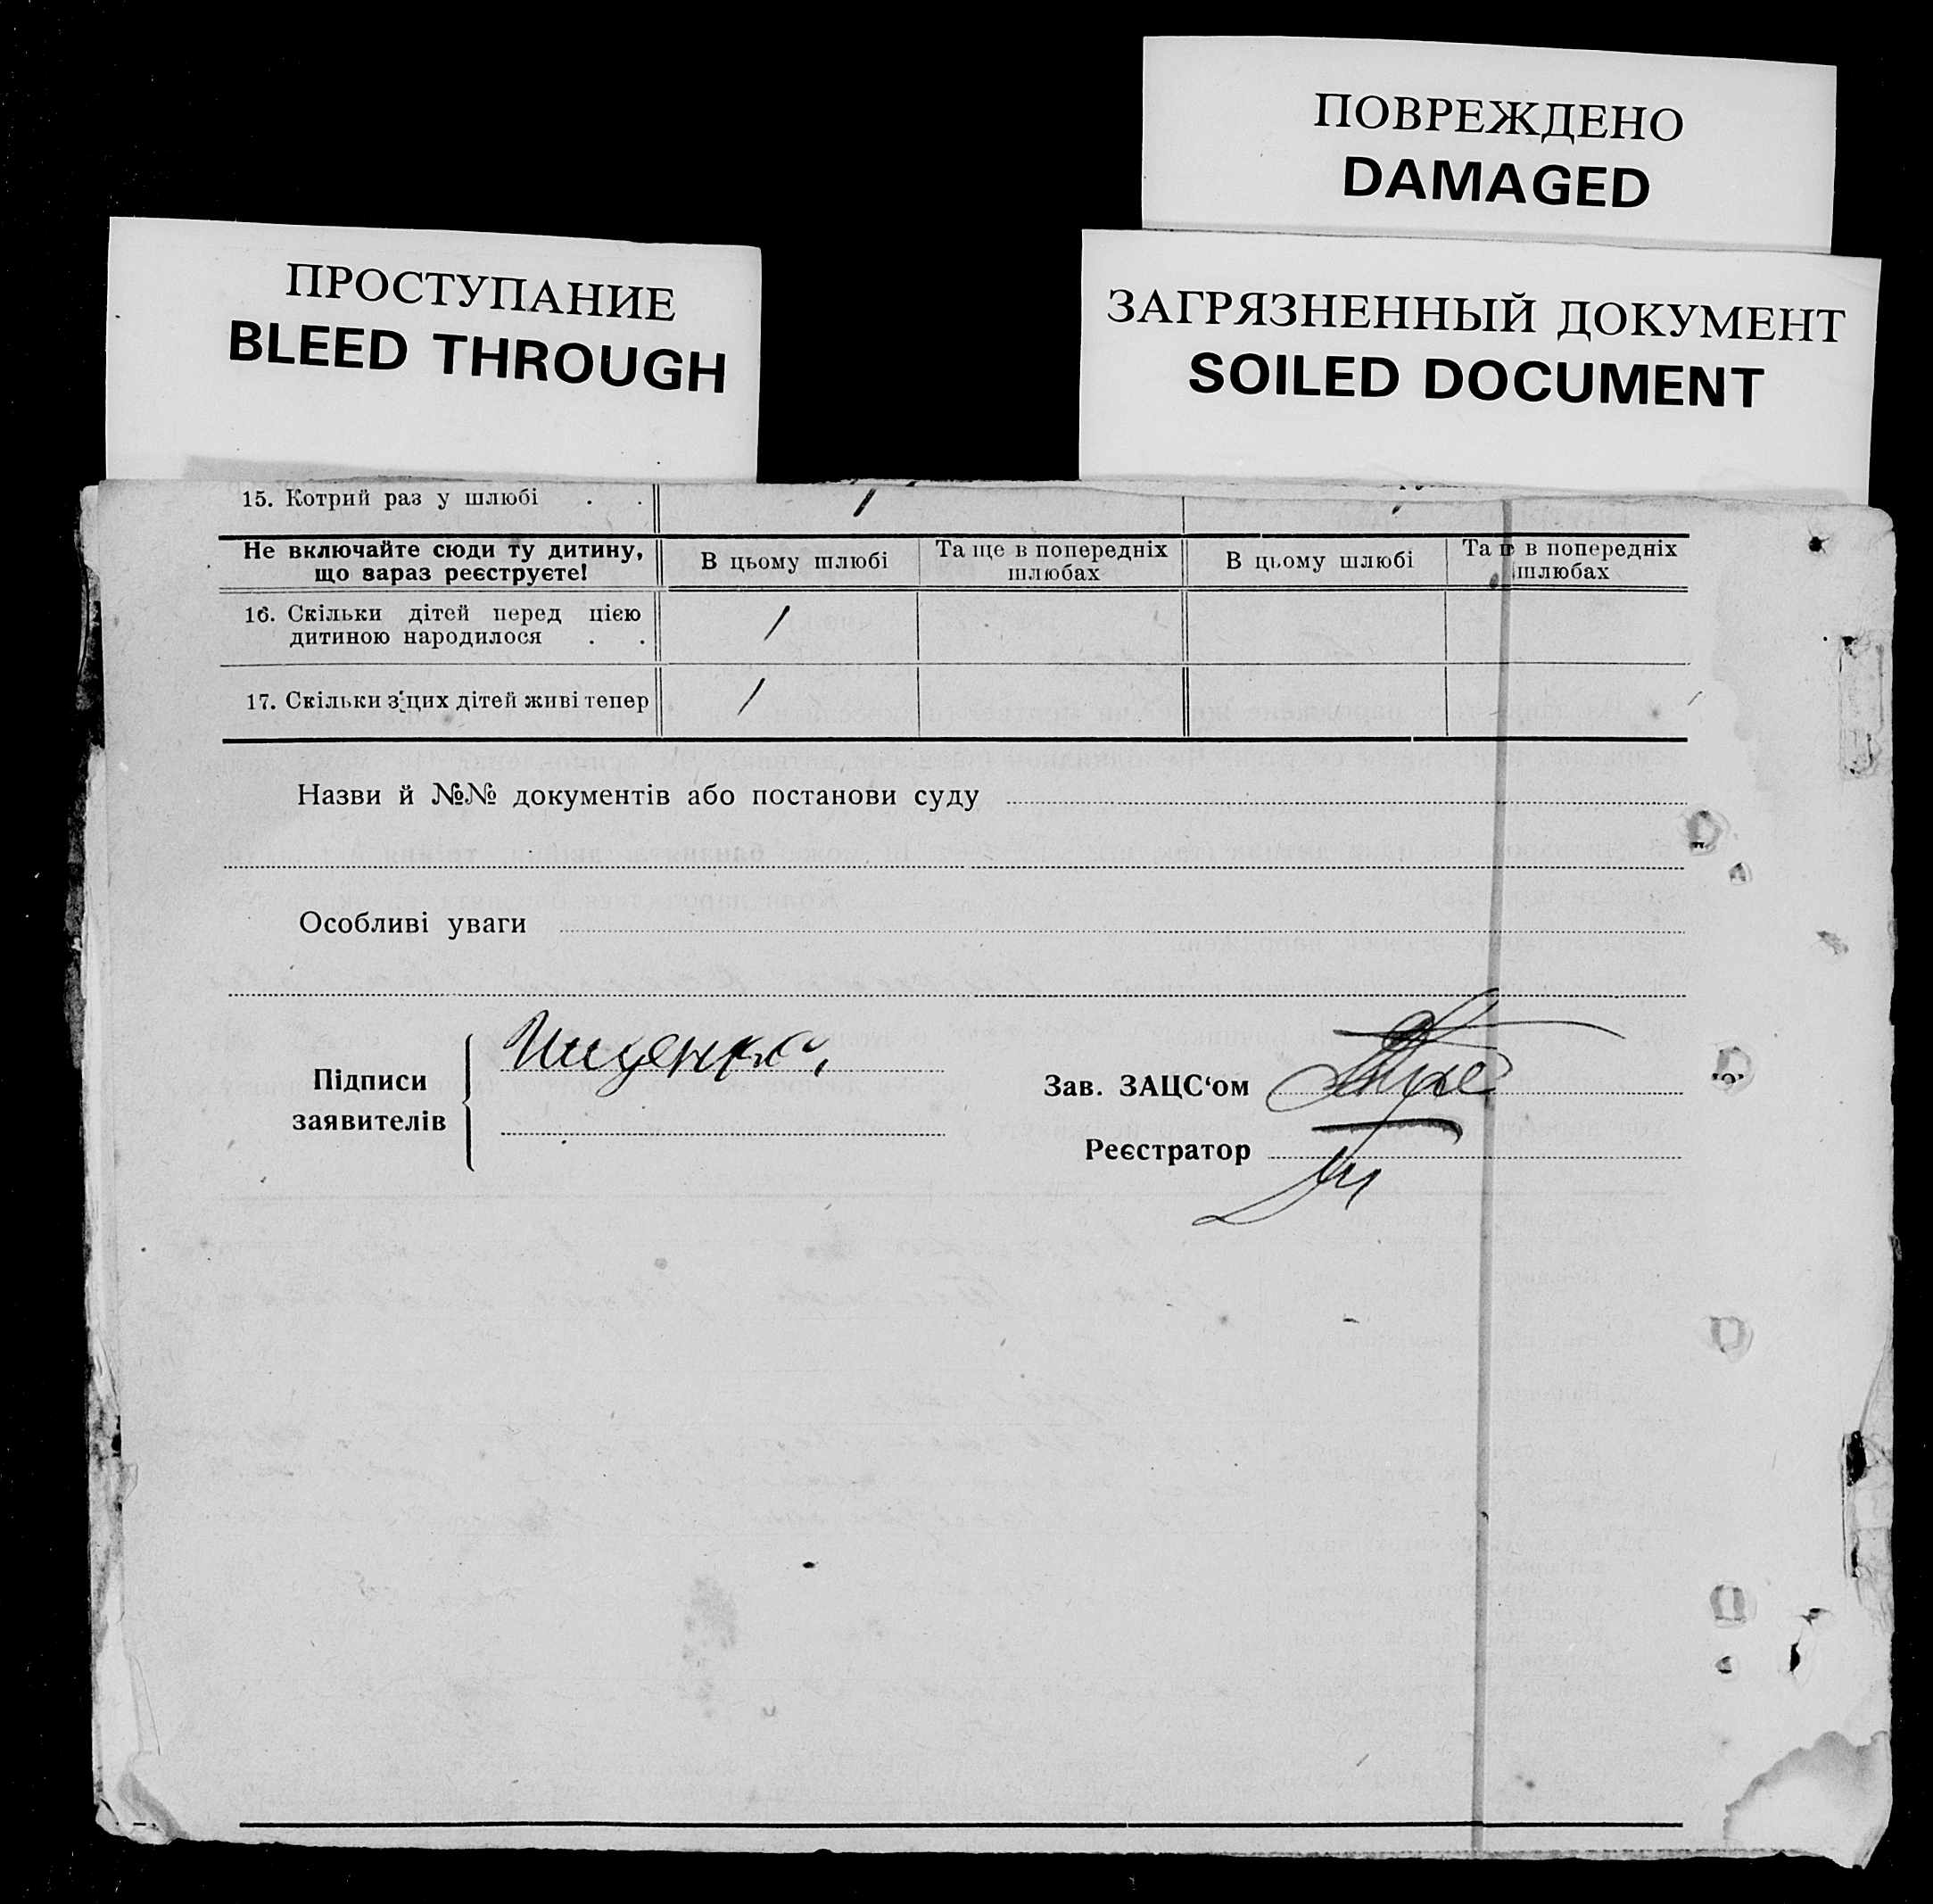 ПОВРЕЖДЕНО
DAMAGED
ПРОСТУПАНИЕ
BLEED THROUGH
ЗАГРЯЗНЕННЫЙ ДОКУМЕНТ
SOILED DOCUMENT
15. Котрий раз у шлюбі . . 1
Не включайте сюди ту дитину, що зараз реєструєте!
В цьому шлюбі
Та ще в попередніх шлюбах
В цьому шлюбі
Та в попередніх шлюбах
16. Скільки дітей перед цією
дитиною народилося . . 1
17. Скільки з цих дітей живі тепер 1
Назви й №№ документів або постанови суду
Особливі уваги
Підписи
заявителів
Зав. ЗАЦС‘ом
Реєстратор